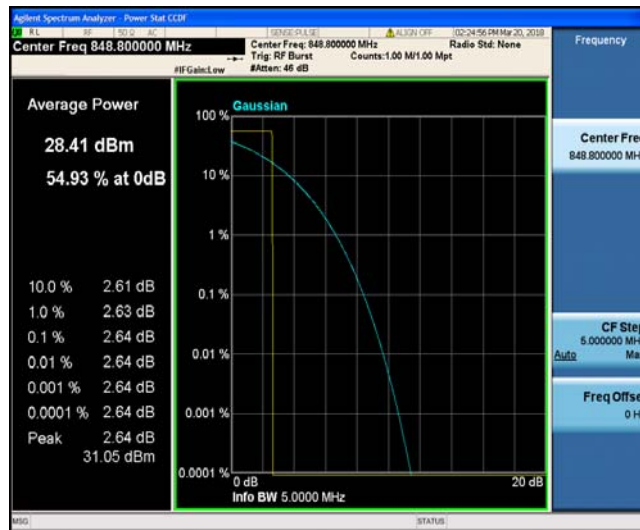 Agilent Spectrum Analyzer - Power Stat CCDF
RL RF 50 Ω AC SENSE:PULSE ALIGN OFF 02:24:56 PM Mar 20, 2018
Center Freq 848.800000 MHz
Center Freq: 848.800000 MHz Radio Std: None
Trig: RF Burst Counts:1.00 M/1.00 Mpt
#IFGain:Low #Atten: 46 dB
Frequency
Average Power
28.41 dBm
54.93 % at 0dB
10.0 % 2.61 dB
1.0 % 2.63 dB
0.1 % 2.64 dB
0.01 % 2.64 dB
0.001 % 2.64 dB
0.0001 % 2.64 dB
Peak 2.64 dB
31.05 dBm
100 % Gaussian
10 %
1 %
0.1 %
0.01 %
0.001 %
0.0001 %
0 dB 20 dB
Info BW 5.0000 MHz
Center Fre
848.800000 MH
CF Step
5.000000 MH
Auto Ma
Freq Offse
0 H
MSG STATUS